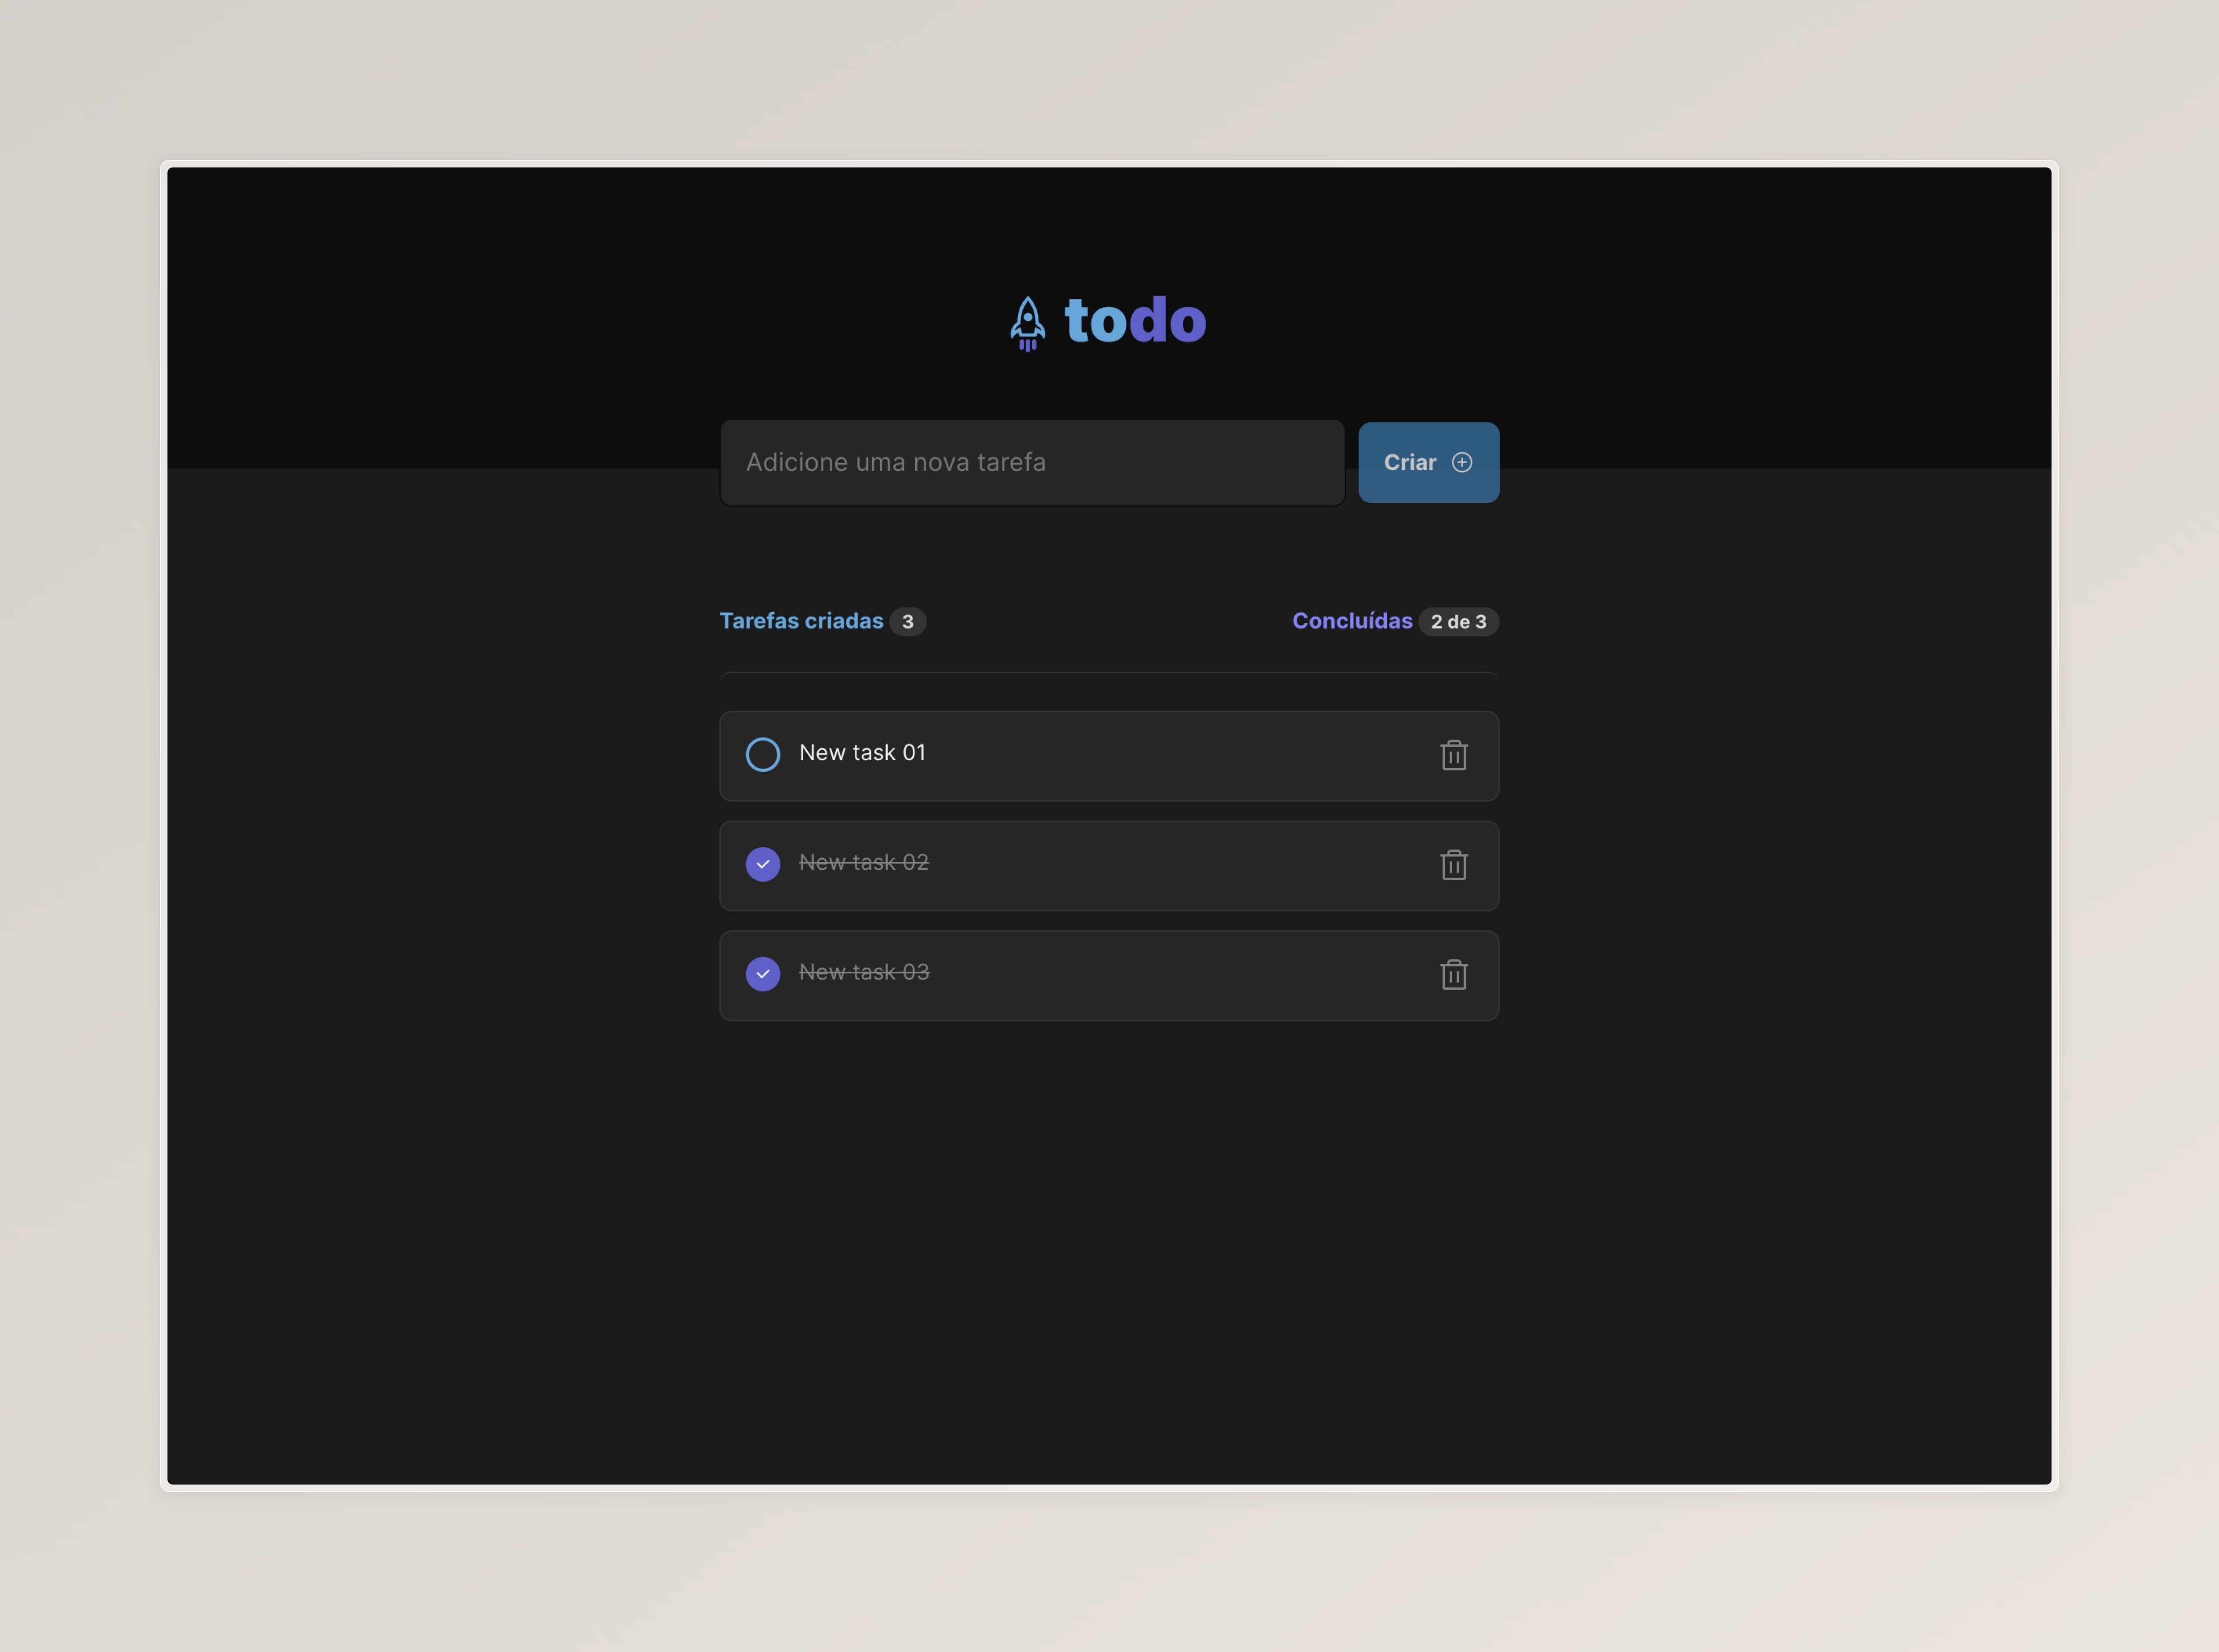 todo
Adicione uma nova tarefa
Criar
Tarefas criadas 3
Concluídas 2 de 3
New task 01
New task 02
New task 03